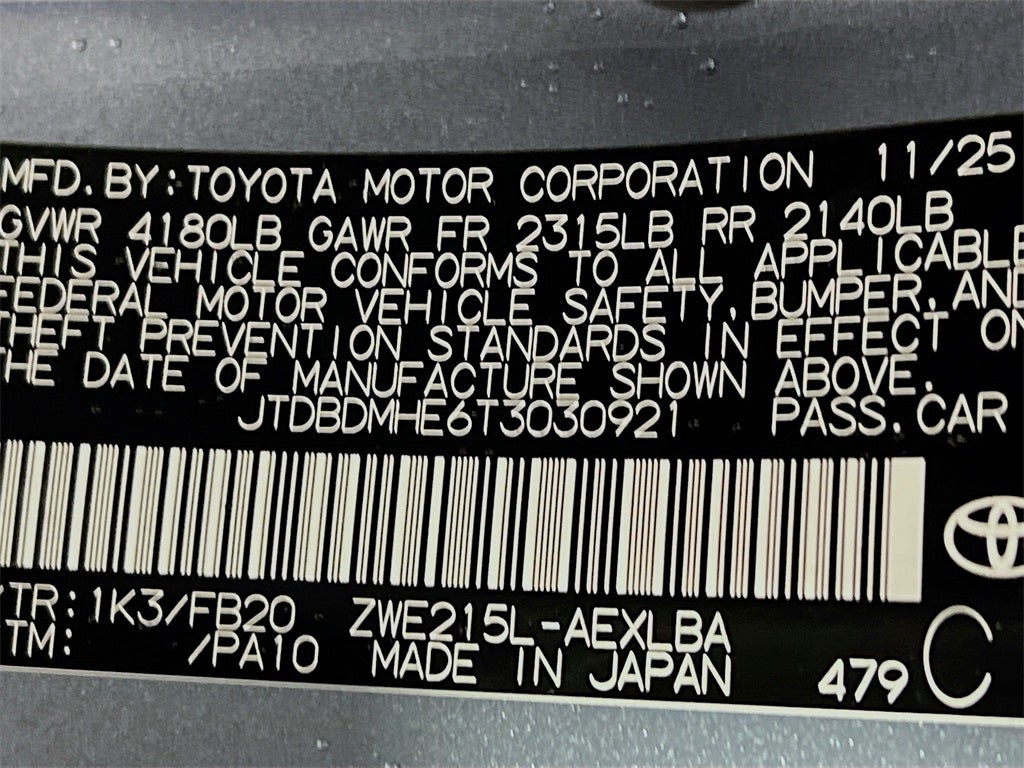 MFD. BY: TOYOTA MOTOR CORPORATION 11/25
GVWR 4180LB GAWR FR 2315LB RR 2140LB
THIS VEHICLE CONFORMS TO ALL APPLICABLE
FEDERAL MOTOR VEHICLE SAFETY, BUMPER, AND
THEFT PREVENTION STANDARDS IN EFFECT ON
THE DATE OF MANUFACTURE SHOWN ABOVE.
JTDBDMHE6T3030921 PASS. CAR
/TR: 1K3/FB20 ZWE215L-AEXLBA C
TM: /PA10 MADE IN JAPAN 479